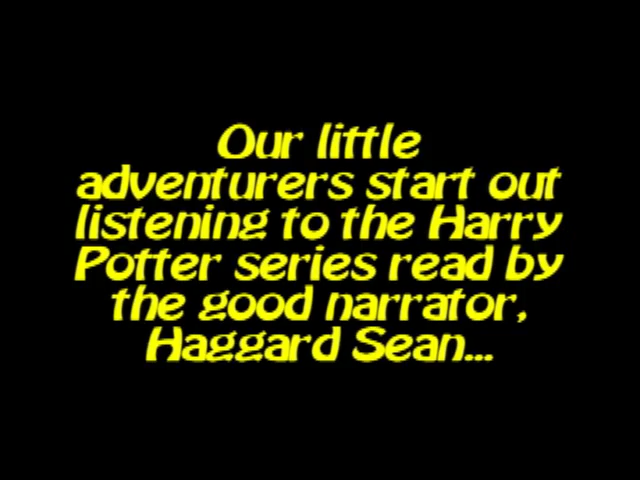 Our little
adventurers start out
listening to the Harry
Potter series read by
the good narrator,
Haggard Sean...